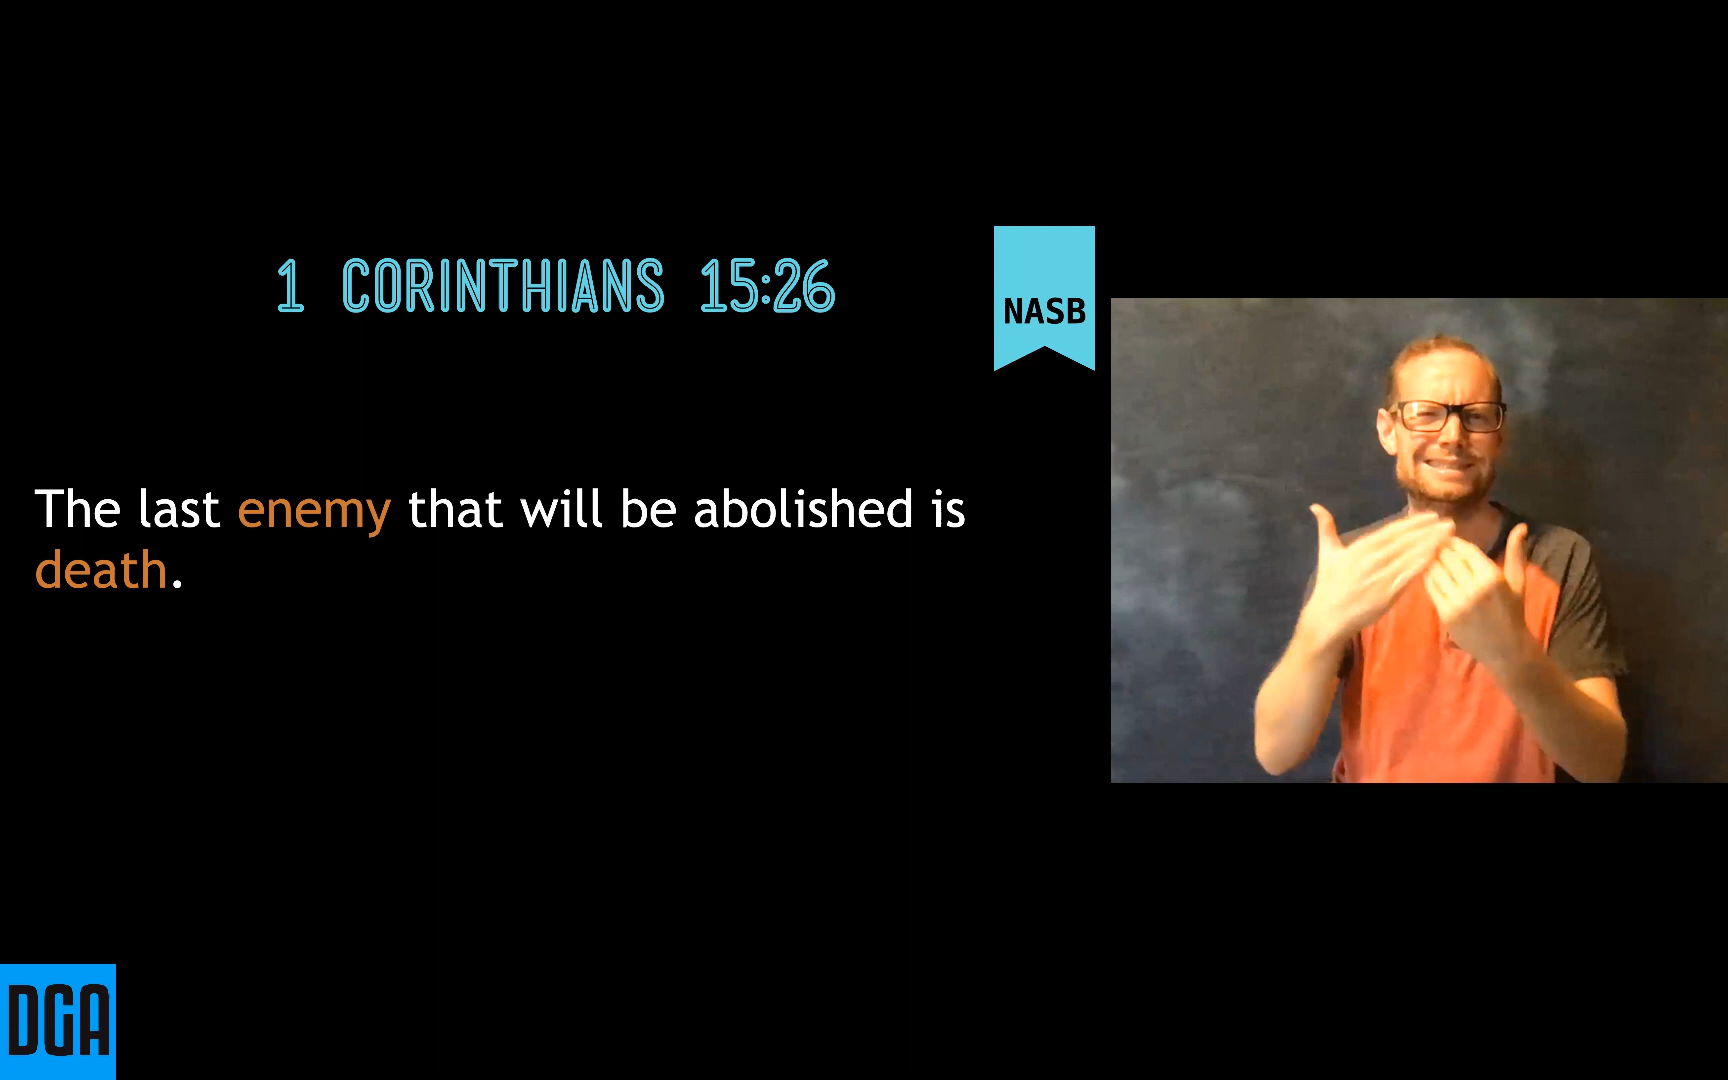 1 CORINTHIANS 15:26
NASB
The last enemy that will be abolished is
death.
DGA